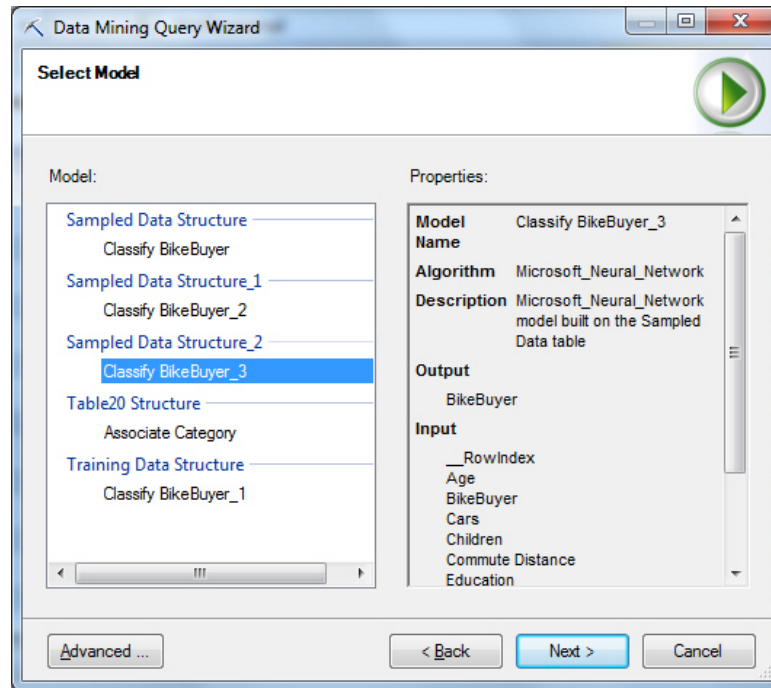 Data Mining Query Wizard
Select Model
Model:
Sampled Data Structure
Classify BikeBuyer
Sampled Data Structure_1
Classify BikeBuyer_2
Sampled Data Structure_2
Classify BikeBuyer_3
Table20 Structure
Associate Category
Training Data Structure
Classify BikeBuyer_1
Properties:
Model Name Classify BikeBuyer_3
Algorithm Microsoft_Neural_Network
Description Microsoft_Neural_Network
model built on the Sampled
Data table
Output
BikeBuyer
Input
__RowIndex
Age
BikeBuyer
Cars
Children
Commute Distance
Education
Advanced ...
< Back
Next >
Cancel